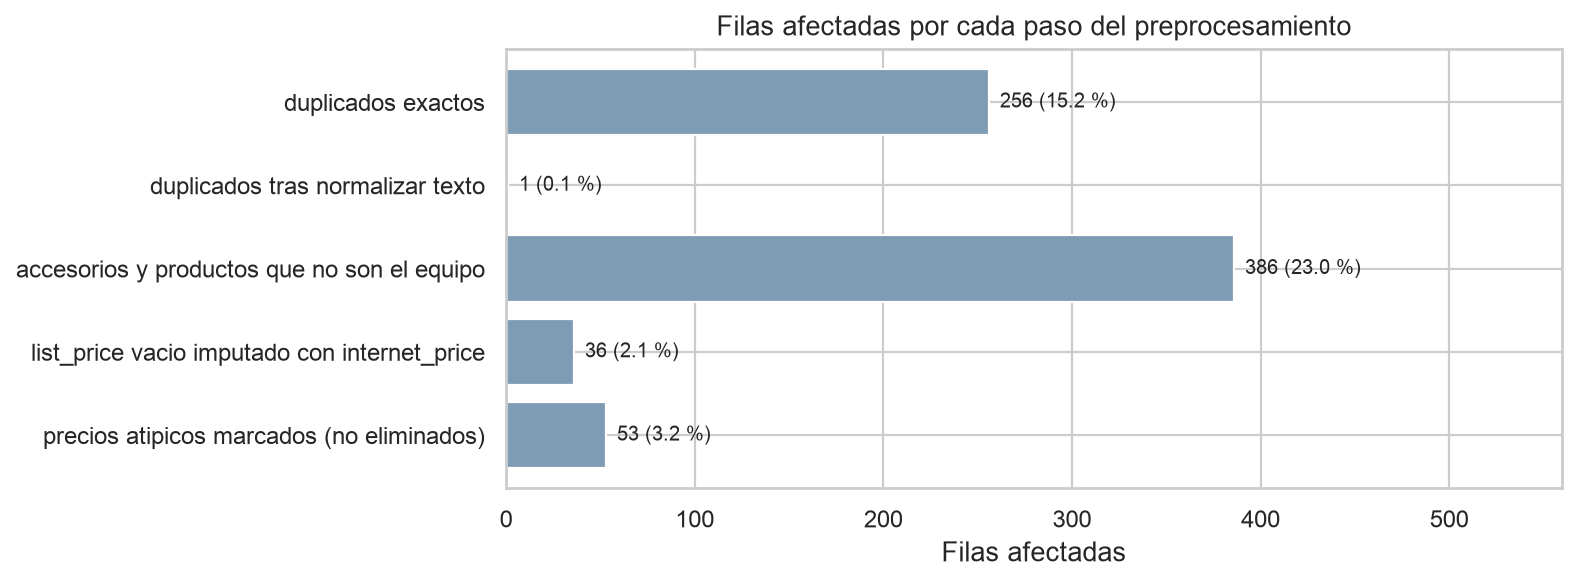 Filas afectadas por cada paso del preprocesamiento
duplicados exactos
256 (15.2 %)
duplicados tras normalizar texto
1 (0.1 %)
accesorios y productos que no son el equipo
386 (23.0 %)
list_price vacio imputado con internet_price
36 (2.1 %)
precios atipicos marcados (no eliminados)
53 (3.2 %)
0 100 200 300 400 500
Filas afectadas